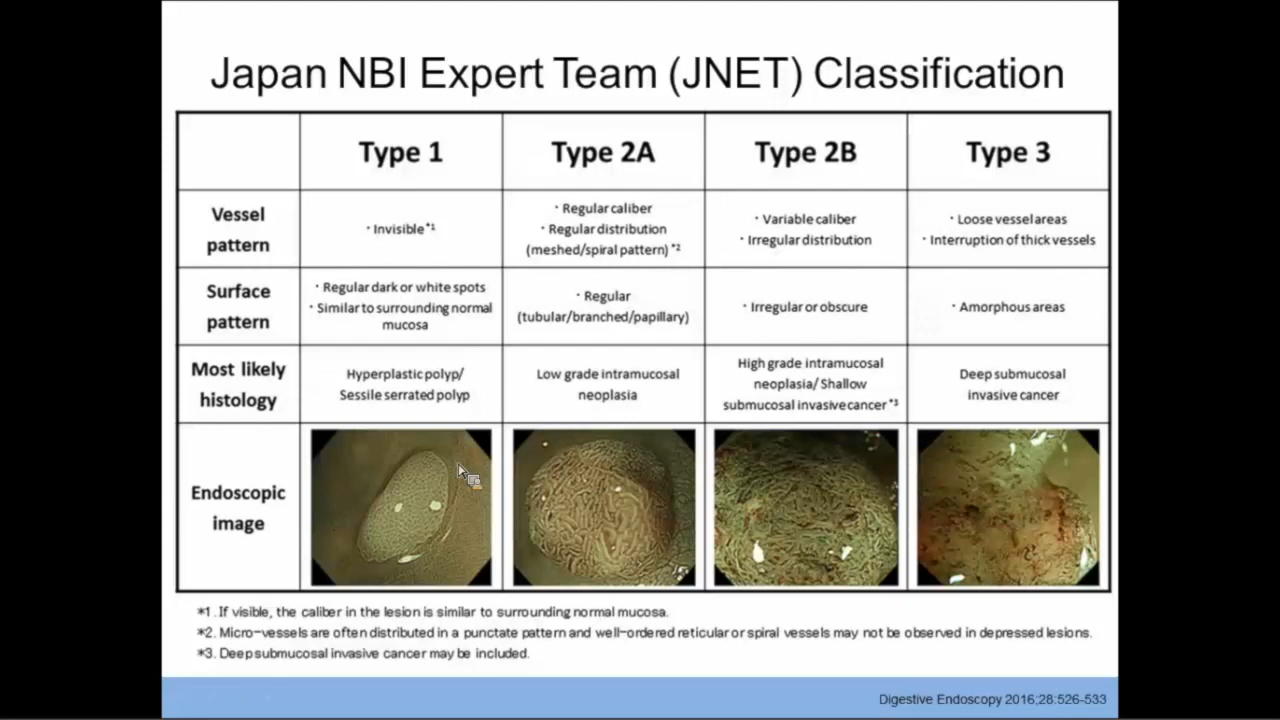 Japan NBI Expert Team (JNET) Classification
Type 1
Type 2A
Type 2B
Type 3
Vessel
pattern
・Invisible*1
・Regular caliber
・Regular distribution
(meshed/spiral pattern)*2
・Variable caliber
・Irregular distribution
・Loose vessel areas
・Interruption of thick vessels
Surface
pattern
・Regular dark or white spots
・Similar to surrounding normal
mucosa
・Regular
(tubular/branched/papillary)
・Irregular or obscure
・Amorphous areas
Most likely
histology
Hyperplastic polyp/
Sessile serrated polyp
Low grade intramucosal
neoplasia
High grade intramucosal
neoplasia/ Shallow
submucosal invasive cancer*3
Deep submucosal
invasive cancer
Endoscopic
image
*1. If visible, the caliber in the lesion is similar to surrounding normal mucosa.
*2. Micro-vessels are often distributed in a punctate pattern and well-ordered reticular or spiral vessels may not be observed in depressed lesions.
*3. Deep submucosal invasive cancer may be included.
Digestive Endoscopy 2016;28:526-533